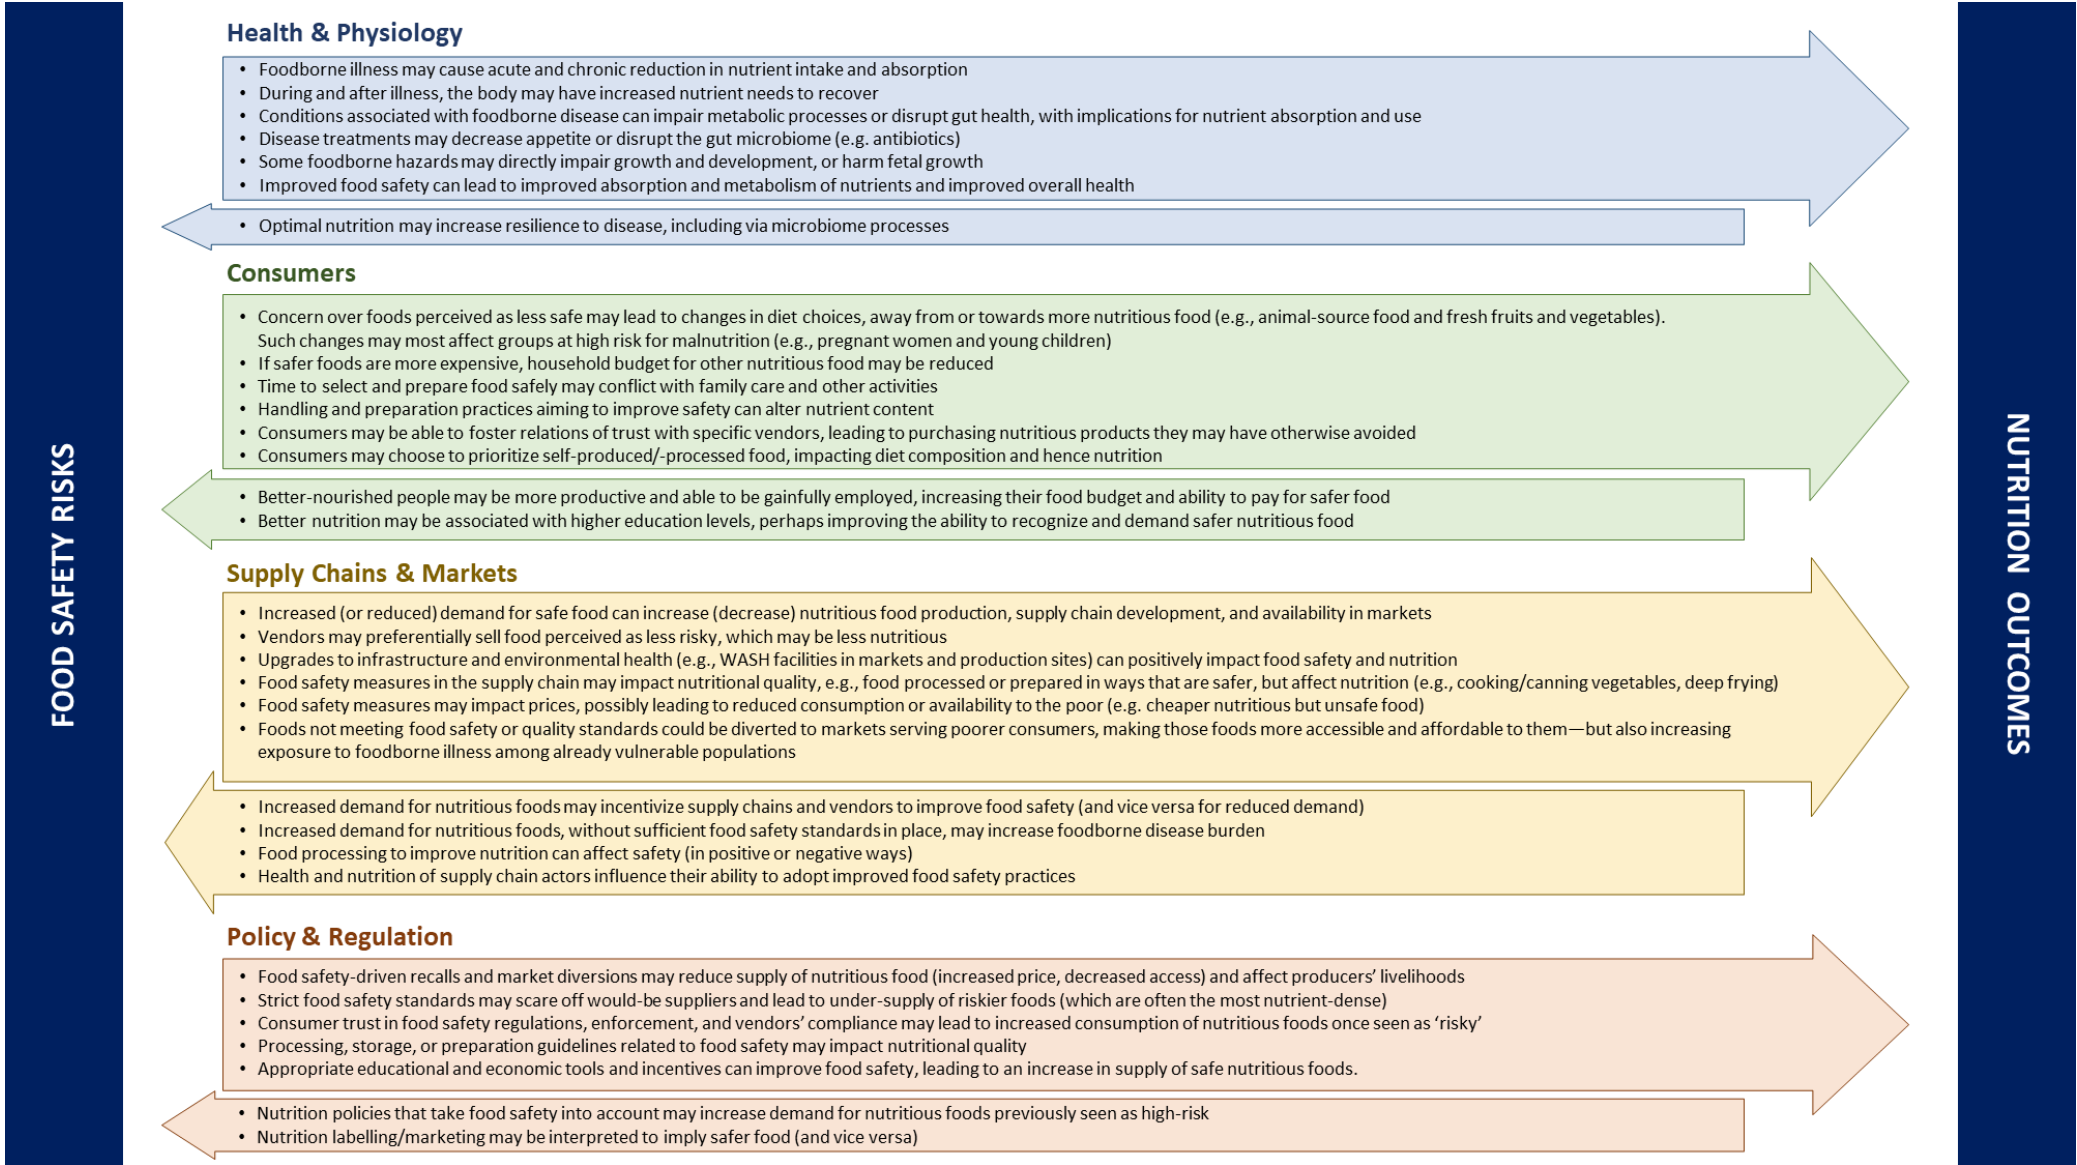 FOOD SAFETY RISKS
Health & Physiology
• Foodborne illness may cause acute and chronic reduction in nutrient intake and absorption
• During and after illness, the body may have increased nutrient needs to recover
• Conditions associated with foodborne disease can impair metabolic processes or disrupt gut health, with implications for nutrient absorption and use
• Disease treatments may decrease appetite or disrupt the gut microbiome (e.g. antibiotics)
• Some foodborne hazards may directly impair growth and development, or harm fetal growth
• Improved food safety can lead to improved absorption and metabolism of nutrients and improved overall health
• Optimal nutrition may increase resilience to disease, including via microbiome processes
Consumers
• Concern over foods perceived as less safe may lead to changes in diet choices, away from or towards more nutritious food (e.g., animal-source food and fresh fruits and vegetables).
Such changes may most affect groups at high risk for malnutrition (e.g., pregnant women and young children)
• If safer foods are more expensive, household budget for other nutritious food may be reduced
• Time to select and prepare food safely may conflict with family care and other activities
• Handling and preparation practices aiming to improve safety can alter nutrient content
• Consumers may be able to foster relations of trust with specific vendors, leading to purchasing nutritious products they may have otherwise avoided
• Consumers may choose to prioritize self-produced/-processed food, impacting diet composition and hence nutrition
• Better-nourished people may be more productive and able to be gainfully employed, increasing their food budget and ability to pay for safer food
• Better nutrition may be associated with higher education levels, perhaps improving the ability to recognize and demand safer nutritious food
Supply Chains & Markets
• Increased (or reduced) demand for safe food can increase (decrease) nutritious food production, supply chain development, and availability in markets
• Vendors may preferentially sell food perceived as less risky, which may be less nutritious
• Upgrades to infrastructure and environmental health (e.g., WASH facilities in markets and production sites) can positively impact food safety and nutrition
• Food safety measures in the supply chain may impact nutritional quality, e.g., food processed or prepared in ways that are safer, but affect nutrition (e.g., cooking/canning vegetables, deep frying)
• Food safety measures may impact prices, possibly leading to reduced consumption or availability to the poor (e.g. cheaper nutritious but unsafe food)
• Foods not meeting food safety or quality standards could be diverted to markets serving poorer consumers, making those foods more accessible and affordable to them—but also increasing
exposure to foodborne illness among already vulnerable populations
• Increased demand for nutritious foods may incentivize supply chains and vendors to improve food safety (and vice versa for reduced demand)
• Increased demand for nutritious foods, without sufficient food safety standards in place, may increase foodborne disease burden
• Food processing to improve nutrition can affect safety (in positive or negative ways)
• Health and nutrition of supply chain actors influence their ability to adopt improved food safety practices
Policy & Regulation
• Food safety-driven recalls and market diversions may reduce supply of nutritious food (increased price, decreased access) and affect producers’ livelihoods
• Strict food safety standards may scare off would-be suppliers and lead to under-supply of riskier foods (which are often the most nutrient-dense)
• Consumer trust in food safety regulations, enforcement, and vendors’ compliance may lead to increased consumption of nutritious foods once seen as ‘risky’
• Processing, storage, or preparation guidelines related to food safety may impact nutritional quality
• Appropriate educational and economic tools and incentives can improve food safety, leading to an increase in supply of safe nutritious foods.
• Nutrition policies that take food safety into account may increase demand for nutritious foods previously seen as high-risk
• Nutrition labelling/marketing may be interpreted to imply safer food (and vice versa)
NUTRITION OUTCOMES